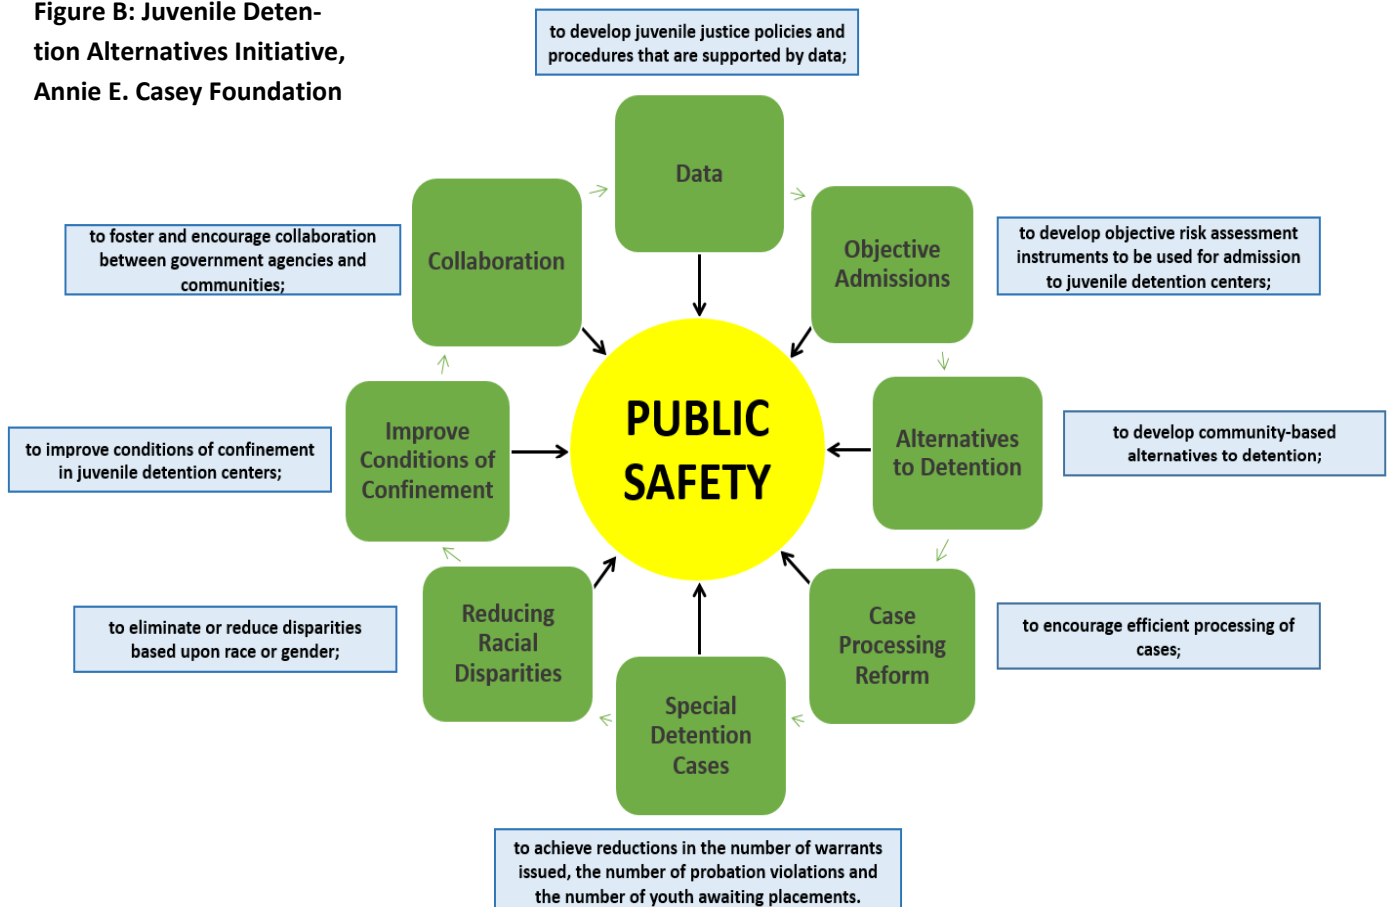 Figure B: Juvenile Deten-
tion Alternatives Initiative,
Annie E. Casey Foundation
to develop juvenile justice policies and
procedures that are supported by data;
Data
Objective
Admissions
to develop objective risk assessment
instruments to be used for admission
to juvenile detention centers;
Alternatives
to Detention
to develop community-based
alternatives to detention;
Case
Processing
Reform
to encourage efficient processing of
cases;
Special
Detention
Cases
to achieve reductions in the number of warrants
issued, the number of probation violations and
the number of youth awaiting placements.
Reducing
Racial
Disparities
to eliminate or reduce disparities
based upon race or gender;
Improve
Conditions of
Confinement
to improve conditions of confinement
in juvenile detention centers;
Collaboration
to foster and encourage collaboration
between government agencies and
communities;
PUBLIC
SAFETY